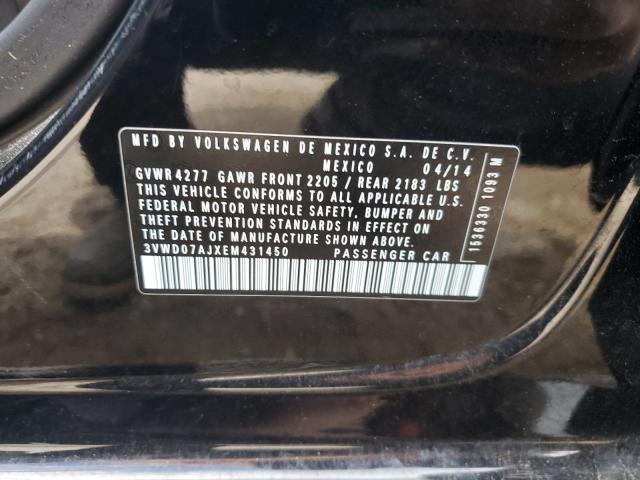 MFD BY VOLKSWAGEN DE MEXICO S.A. DE C.V.
MEXICO 04/14
GVWR 4277 GAWR FRONT 2205 / REAR 2183 LBS
THIS VEHICLE CONFORMS TO ALL APPLICABLE U.S.
FEDERAL MOTOR VEHICLE SAFETY, BUMPER AND
THEFT PREVENTION STANDARDS IN EFFECT ON
THE DATE OF MANUFACTURE SHOWN ABOVE.
3VWD07AJXEM431450 PASSENGER CAR
1536330 1093 M